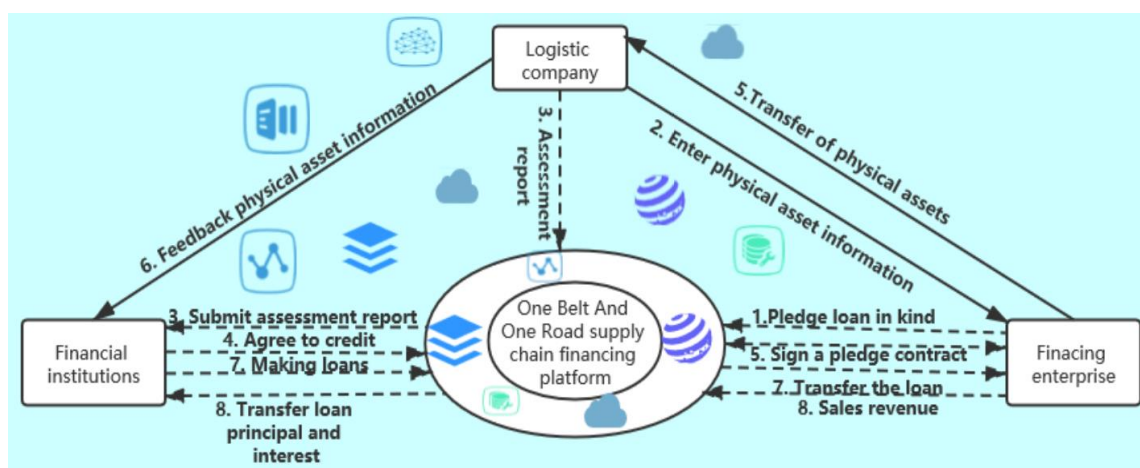 Logistic
company
5.Transfer of physical assets
2. Enter physical asset information
3. Assessment
report
6. Feedback physical asset information
3. Submit assessment report
4. Agree to credit
7. Making loans
8. Transfer loan
principal and
interest
Financial
institutions
One Belt And
One Road supply
chain financing
platform
1.Pledge loan in kind
5. Sign a pledge contract
7. Transfer the loan
8. Sales revenue
Finacing
enterprise